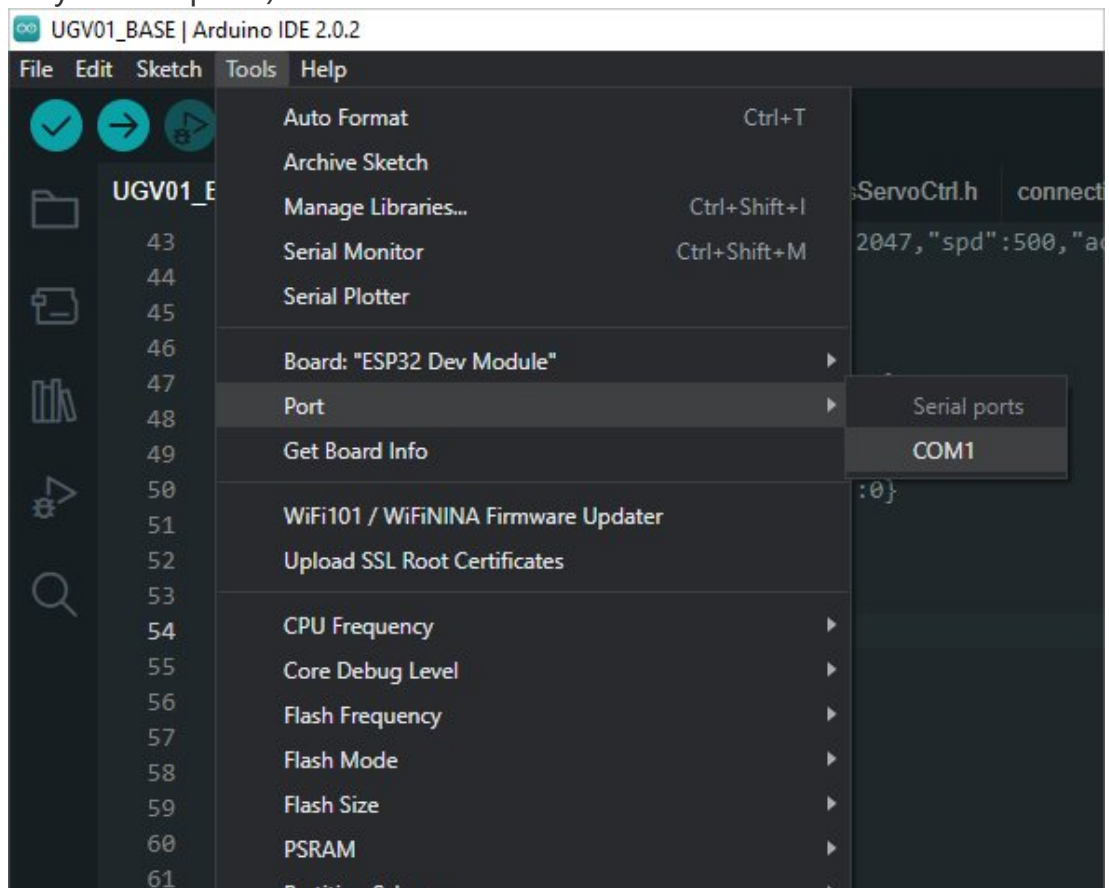 UGV01_BASE | Arduino IDE 2.0.2
File Edit Sketch Tools Help
Auto Format Ctrl+T
Archive Sketch
UGV01_ sServoCtrl.h
Manage Libraries... Ctrl+Shift+I
43 2047,"spd":500,
Serial Monitor Ctrl+Shift+M
44
Serial Plotter
45
46
Board: "ESP32 Dev Module"
47
Port Serial ports
48
Get Board Info COM1
49
50 :0}
WiFi101 / WiFiNINA Firmware Updater
51
Upload SSL Root Certificates
52
53
CPU Frequency
54
Core Debug Level
55
Flash Frequency
56
57
Flash Mode
58
Flash Size
59
PSRAM
60
61